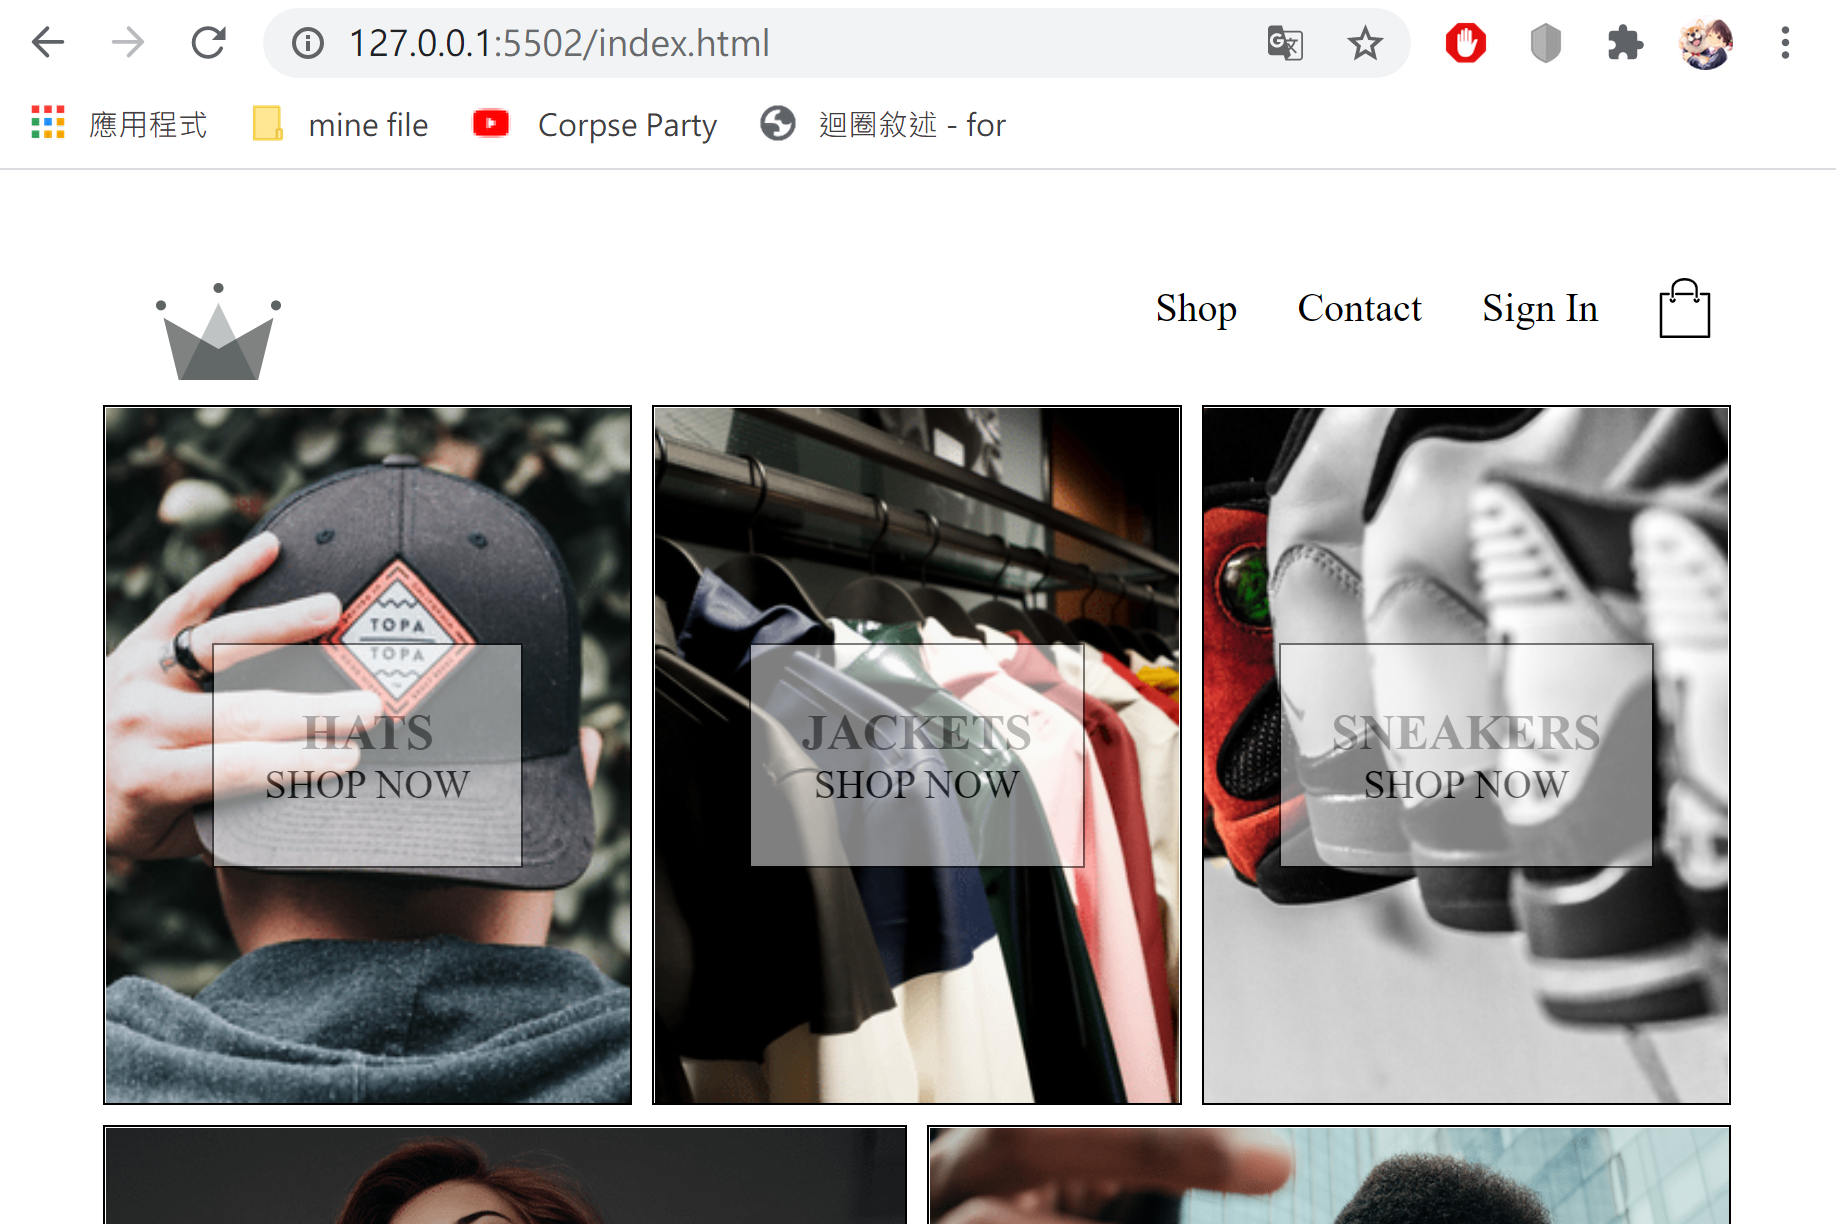 127.0.0.1:5502/index.html
應用程式 mine file Corpse Party 迴圈敘述 - for
Shop Contact Sign In
TOPA
TOPA
HATS
SHOP NOW
JACKETS
SHOP NOW
SNEAKERS
SHOP NOW